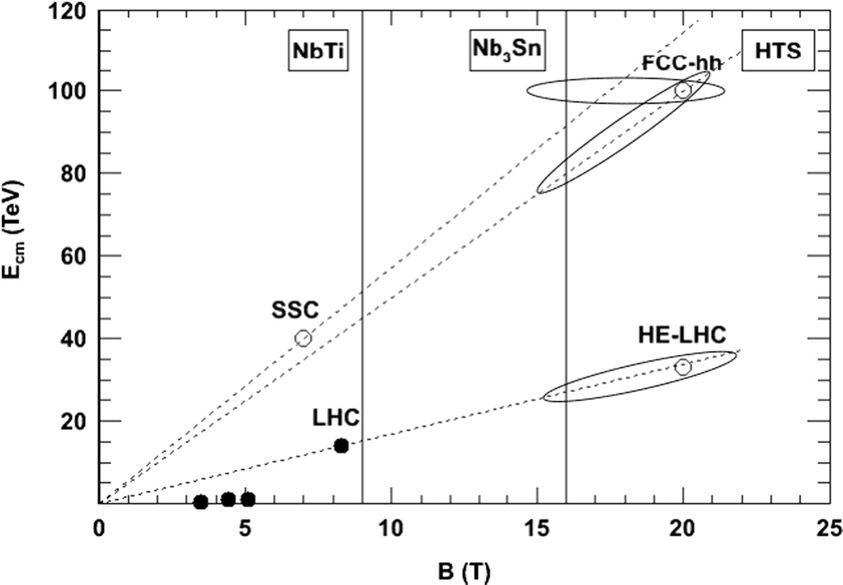 120
100
80
60
40
20
E_cm (TeV)
NbTi
Nb₃Sn
HTS
FCC-hh
SSC
HE-LHC
LHC
0
5
10
15
20
25
B (T)